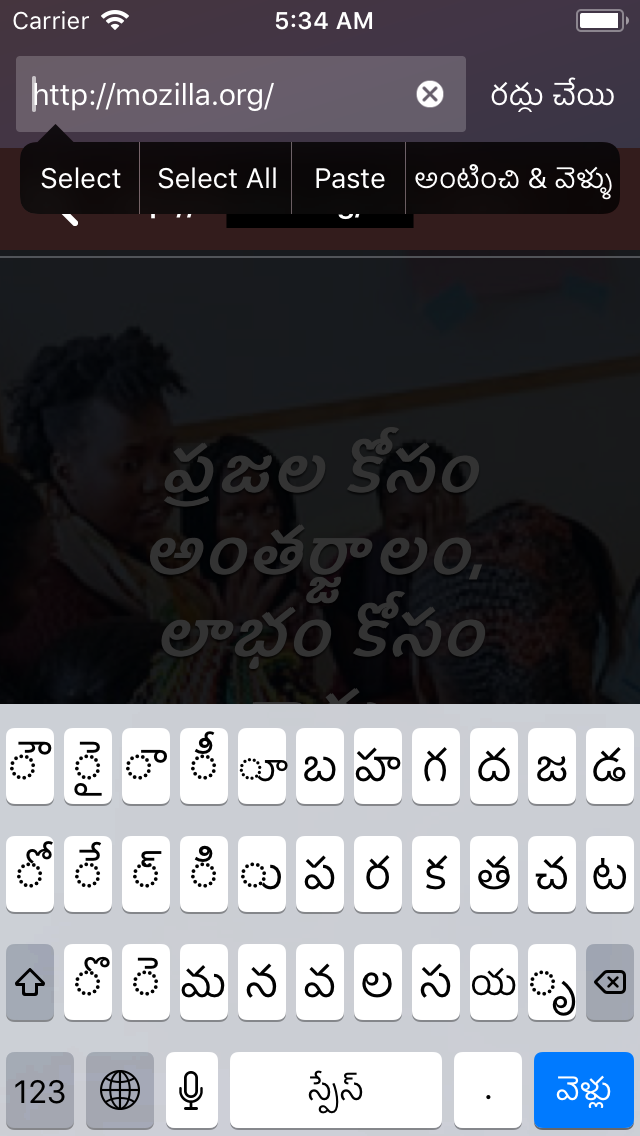 Carrier 5:34 AM
http://mozilla.org/ రద్దు చేయి
Select Select All Paste అంటించి & వెళ్ళు
ప్రజల కోసం
అంతర్జాలం,
లాభం కోసం
ౌ ై ా ీ ూ బ హ గ ద జ డ
ో ే ్ ి ు ప ర క త చ ట
ొ ె మ న వ ల స య ృ
123 స్పేస్ . వెళ్లు